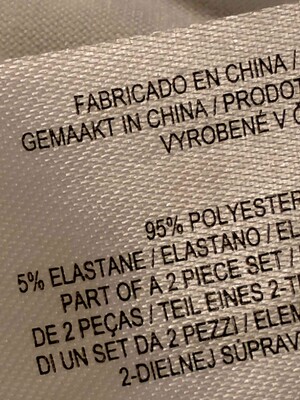 FABRICADO EN CHINA /
GEMAAKT IN CHINA / PRODOT
VYROBENÉ V
95% POLYESTER
5% ELASTANE / ELASTANO / EL
PART OF A 2 PIECE SET /
DE 2 PEÇAS / TEIL EINES 2-T
DI UN SET DA 2 PEZZI / ELEM
2-DIELNEJ SÚPRAV